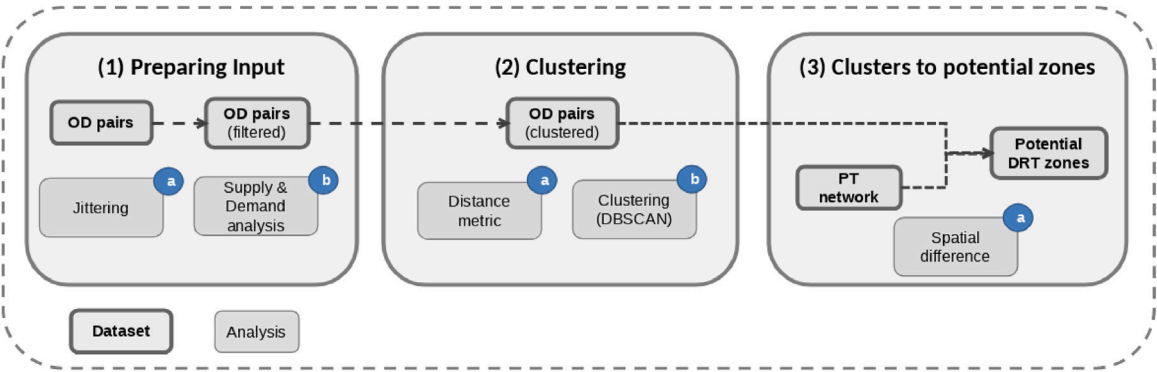 (1) Preparing Input
OD pairs
OD pairs
(filtered)
a
Jittering
b
Supply &
Demand
analysis
(2) Clustering
OD pairs
(clustered)
a
Distance
metric
b
Clustering
(DBSCAN)
(3) Clusters to potential zones
Potential
DRT zones
PT
network
a
Spatial
difference
Dataset
Analysis